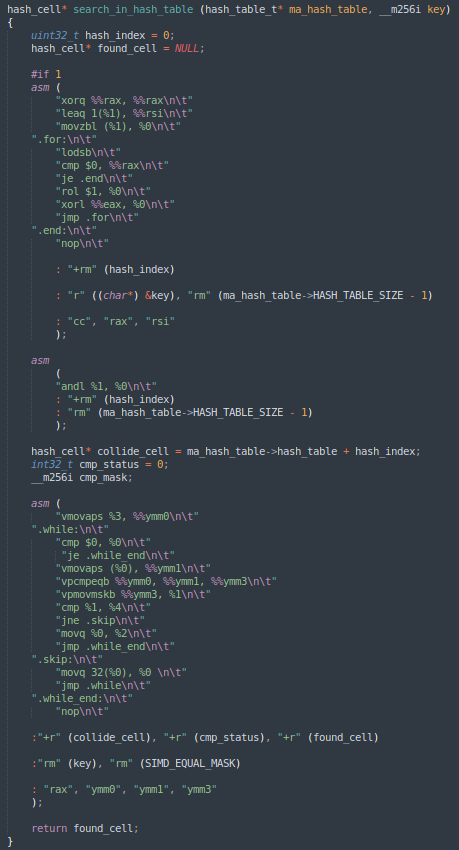 hash_cell* search_in_hash_table (hash_table_t* ma_hash_table, __m256i key)
{
    uint32_t hash_index = 0;
    hash_cell* found_cell = NULL;

    #if 1
    asm (
        "xorq %%rax, %%rax\n\t"
        "leaq 1(%1), %%rsi\n\t"
        "movzbl (%1), %0\n\t"
    ".for:\n\t"
        "lodsb\n\t"
        "cmp $0, %%rax\n\t"
        "je .end\n\t"
        "rol $1, %0\n\t"
        "xorl %%eax, %0\n\t"
        "jmp .for\n\t"
    ".end:\n\t"
        "nop\n\t"

        : "+rm" (hash_index)

        : "r" ((char*) &key), "rm" (ma_hash_table->HASH_TABLE_SIZE - 1)

        : "cc", "rax", "rsi"
        );

    asm
        (
        "andl %1, %0\n\t"
        : "+rm" (hash_index)
        : "rm" (ma_hash_table->HASH_TABLE_SIZE - 1)
        );

    hash_cell* collide_cell = ma_hash_table->hash_table + hash_index;
    int32_t cmp_status = 0;
    __m256i cmp_mask;

    asm (
        "vmovaps %3, %%ymm0\n\t"
    ".while:\n\t"
        "cmp $0, %0\n\t"
         "je .while_end\n\t"
        "vmovaps (%0), %%ymm1\n\t"
        "vpcmpeqb %%ymm0, %%ymm1, %%ymm3\n\t"
        "vpmovmskb %%ymm3, %1\n\t"
        "cmp %1, %4\n\t"
        "jne .skip\n\t"
        "movq %0, %2\n\t"
        "jmp .while_end\n\t"
    ".skip:\n\t"
        "movq 32(%0), %0 \n\t"
        "jmp .while\n\t"
    ".while_end:\n\t"
        "nop\n\t"

    :"+r" (collide_cell), "+r" (cmp_status), "+r" (found_cell)

    :"rm" (key), "rm" (SIMD_EQUAL_MASK)

    : "rax", "ymm0", "ymm1", "ymm3"
    );

    return found_cell;
}